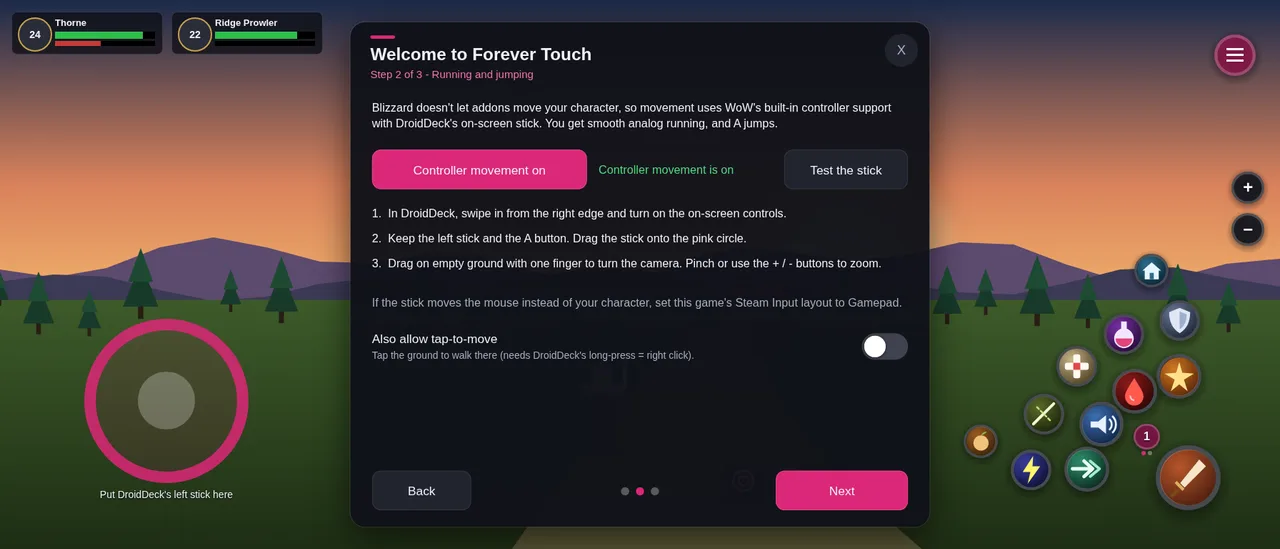 24
Thorne
22
Ridge Prowler
Welcome to Forever Touch
Step 2 of 3 - Running and jumping
X
Blizzard doesn't let addons move your character, so movement uses WoW's built-in controller support
with DroidDeck's on-screen stick. You get smooth analog running, and A jumps.
Controller movement on
Controller movement is on
Test the stick
1. In DroidDeck, swipe in from the right edge and turn on the on-screen controls.
2. Keep the left stick and the A button. Drag the stick onto the pink circle.
3. Drag on empty ground with one finger to turn the camera. Pinch or use the + / - buttons to zoom.
If the stick moves the mouse instead of your character, set this game's Steam Input layout to Gamepad.
Also allow tap-to-move
Tap the ground to walk there (needs DroidDeck's long-press = right click).
Back
Next
Put DroidDeck's left stick here
+
−
1